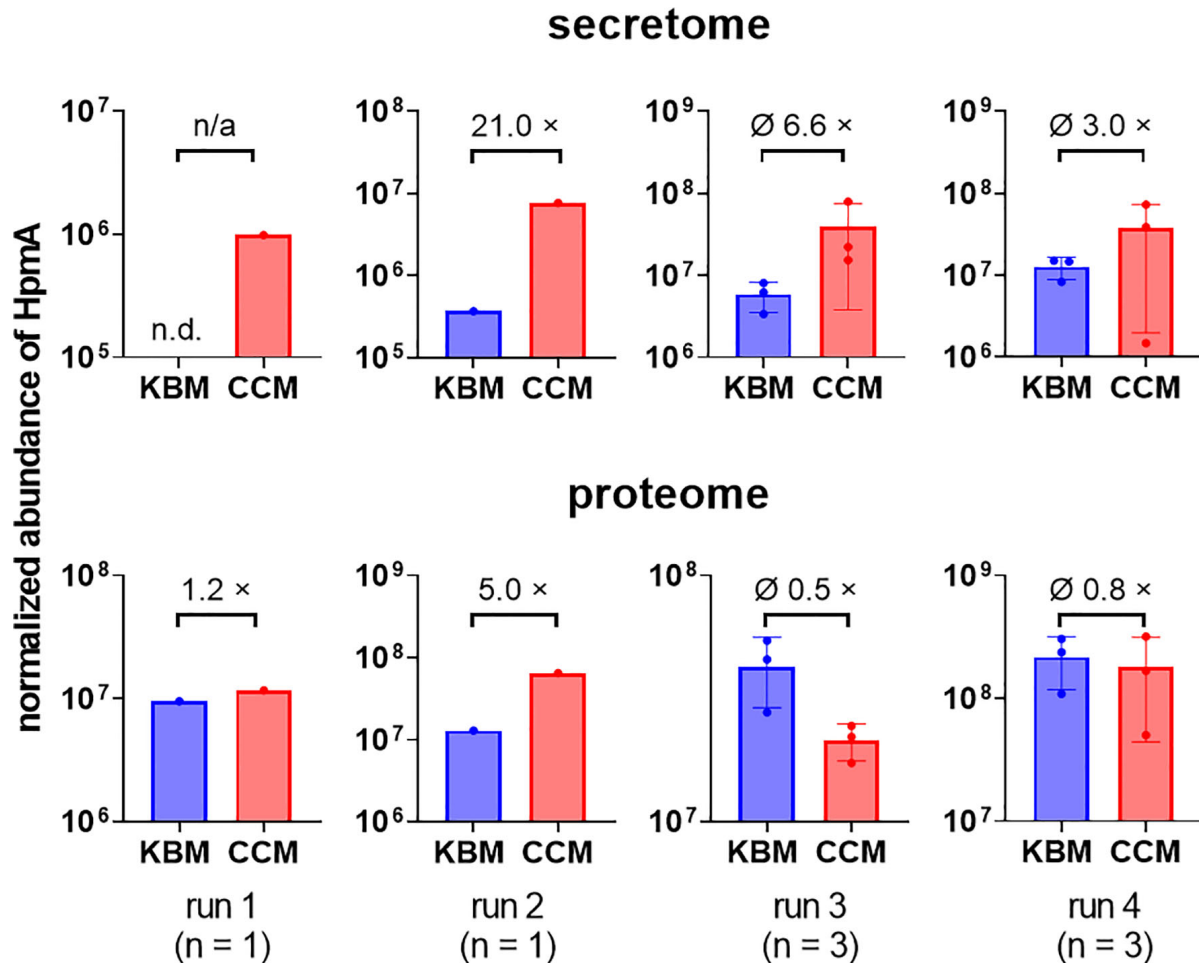 secretome
normalized abundance of HpmA
10⁷
10⁶
10⁵
n/a
n.d.
KBM CCM
10⁸
10⁷
10⁶
10⁵
21.0 ×
KBM CCM
10⁹
10⁸
10⁷
10⁶
Ø 6.6 ×
KBM CCM
10⁹
10⁸
10⁷
10⁶
Ø 3.0 ×
KBM CCM
proteome
10⁸
10⁷
10⁶
1.2 ×
KBM CCM
run 1
(n = 1)
10⁹
10⁸
10⁷
10⁶
5.0 ×
KBM CCM
run 2
(n = 1)
10⁸
10⁷
Ø 0.5 ×
KBM CCM
run 3
(n = 3)
10⁹
10⁸
10⁷
Ø 0.8 ×
KBM CCM
run 4
(n = 3)